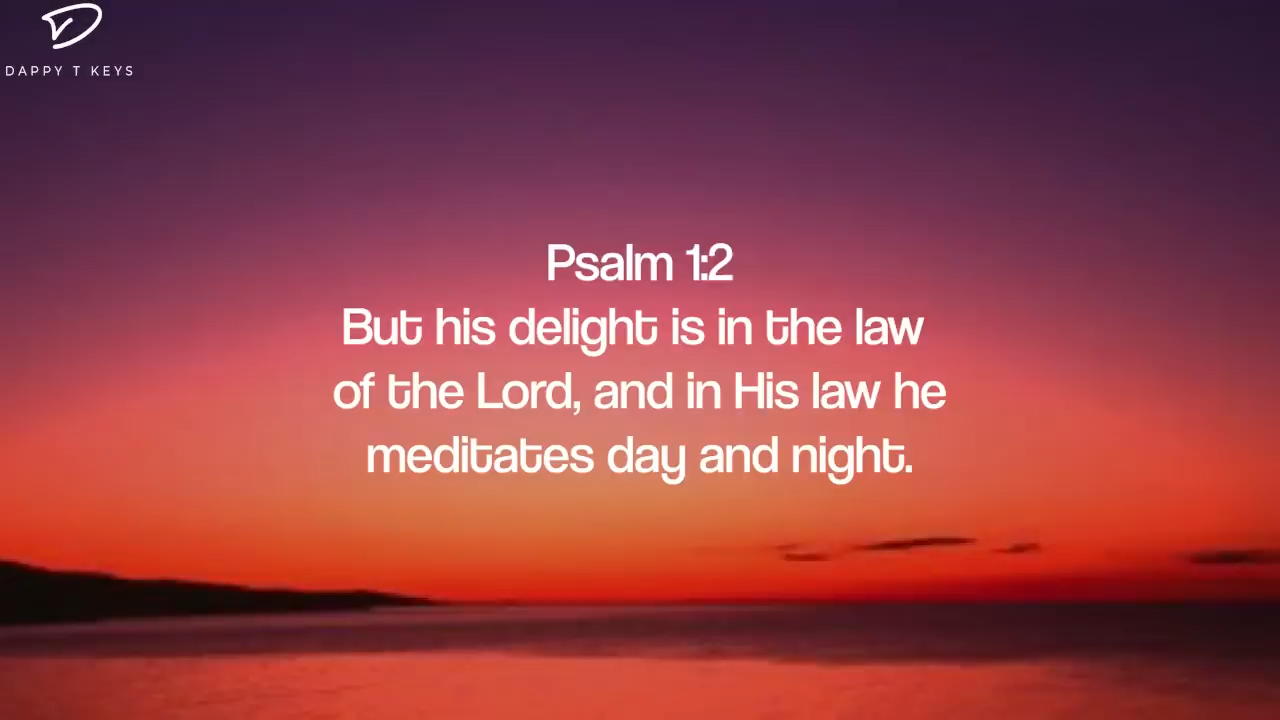 DAPPY T KEYS
Psalm 1:2
But his delight is in the law
of the Lord, and in His law he
meditates day and night.